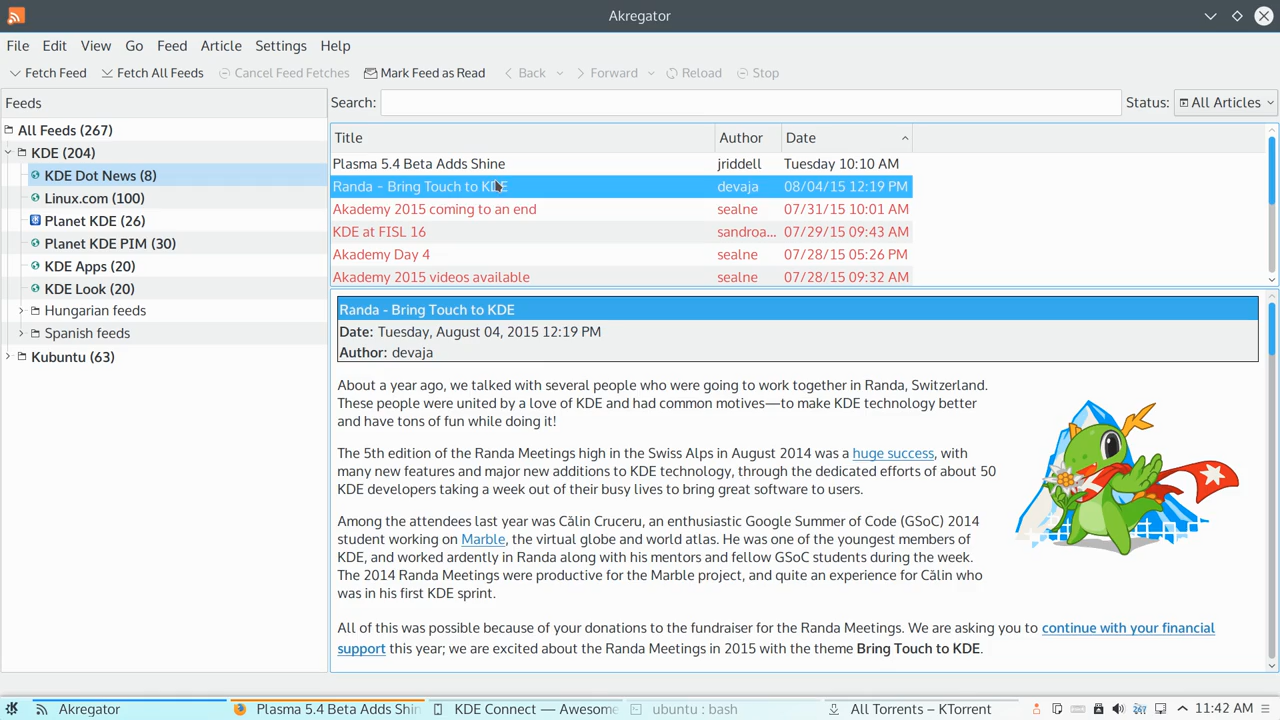 Akregator
File Edit View Go Feed Article Settings Help
Fetch Feed Fetch All Feeds Cancel Feed Fetches Mark Feed as Read Back Forward Reload Stop
Feeds
All Feeds (267)
KDE (204)
KDE Dot News (8)
Linux.com (100)
Planet KDE (26)
Planet KDE PIM (30)
KDE Apps (20)
KDE Look (20)
Hungarian feeds
Spanish feeds
Kubuntu (63)
Search: Status: All Articles
Title Author Date
Plasma 5.4 Beta Adds Shine jriddell Tuesday 10:10 AM
Randa - Bring Touch to KDE devaja 08/04/15 12:19 PM
Akademy 2015 coming to an end sealne 07/31/15 10:01 AM
KDE at FISL 16 sandroa... 07/29/15 09:43 AM
Akademy Day 4 sealne 07/28/15 05:26 PM
Akademy 2015 videos available sealne 07/28/15 09:32 AM
Randa - Bring Touch to KDE
Date: Tuesday, August 04, 2015 12:19 PM
Author: devaja
About a year ago, we talked with several people who were going to work together in Randa, Switzerland.
These people were united by a love of KDE and had common motives—to make KDE technology better
and have tons of fun while doing it!
The 5th edition of the Randa Meetings high in the Swiss Alps in August 2014 was a huge success, with
many new features and major new additions to KDE technology, through the dedicated efforts of about 50
KDE developers taking a week out of their busy lives to bring great software to users.
Among the attendees last year was Călin Cruceru, an enthusiastic Google Summer of Code (GSoC) 2014
student working on Marble, the virtual globe and world atlas. He was one of the youngest members of
KDE, and worked ardently in Randa along with his mentors and fellow GSoC students during the week.
The 2014 Randa Meetings were productive for the Marble project, and quite an experience for Călin who
was in his first KDE sprint.
All of this was possible because of your donations to the fundraiser for the Randa Meetings. We are asking you to continue with your financial
support this year; we are excited about the Randa Meetings in 2015 with the theme Bring Touch to KDE.
Akregator Plasma 5.4 Beta Adds Shin KDE Connect — Awesome ubuntu : bash All Torrents – KTorrent 11:42 AM